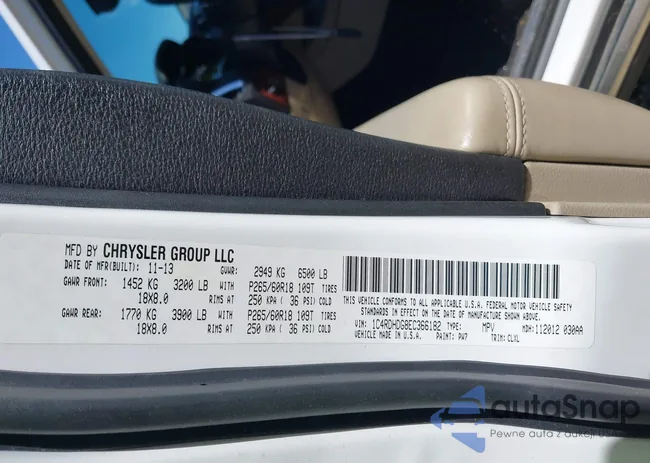 MFD BY CHRYSLER GROUP LLC
DATE OF MFR(BUILT): 11-13 GVWR: 2949 KG 6500 LB
GAWR FRONT: 1452 KG 3200 LB WITH P265/60R18 109T TIRES
18X8.0 RIMS AT 250 KPA ( 36 PSI) COLD
GAWR REAR: 1770 KG 3900 LB WITH P265/60R18 109T TIRES
18X8.0 RIMS AT 250 KPA ( 36 PSI) COLD
THIS VEHICLE CONFORMS TO ALL APPLICABLE U.S.A. FEDERAL MOTOR VEHICLE SAFETY
STANDARDS IN EFFECT ON THE DATE OF MANUFACTURE SHOWN ABOVE.
VIN: 1C4RDHDG8EC366182 TYPE: MPV MDH: 112012 030AA
VEHICLE MADE IN U.S.A. PAINT: PW7 TRIM: CLXL
autoSnap
Pewne auta z aukcji